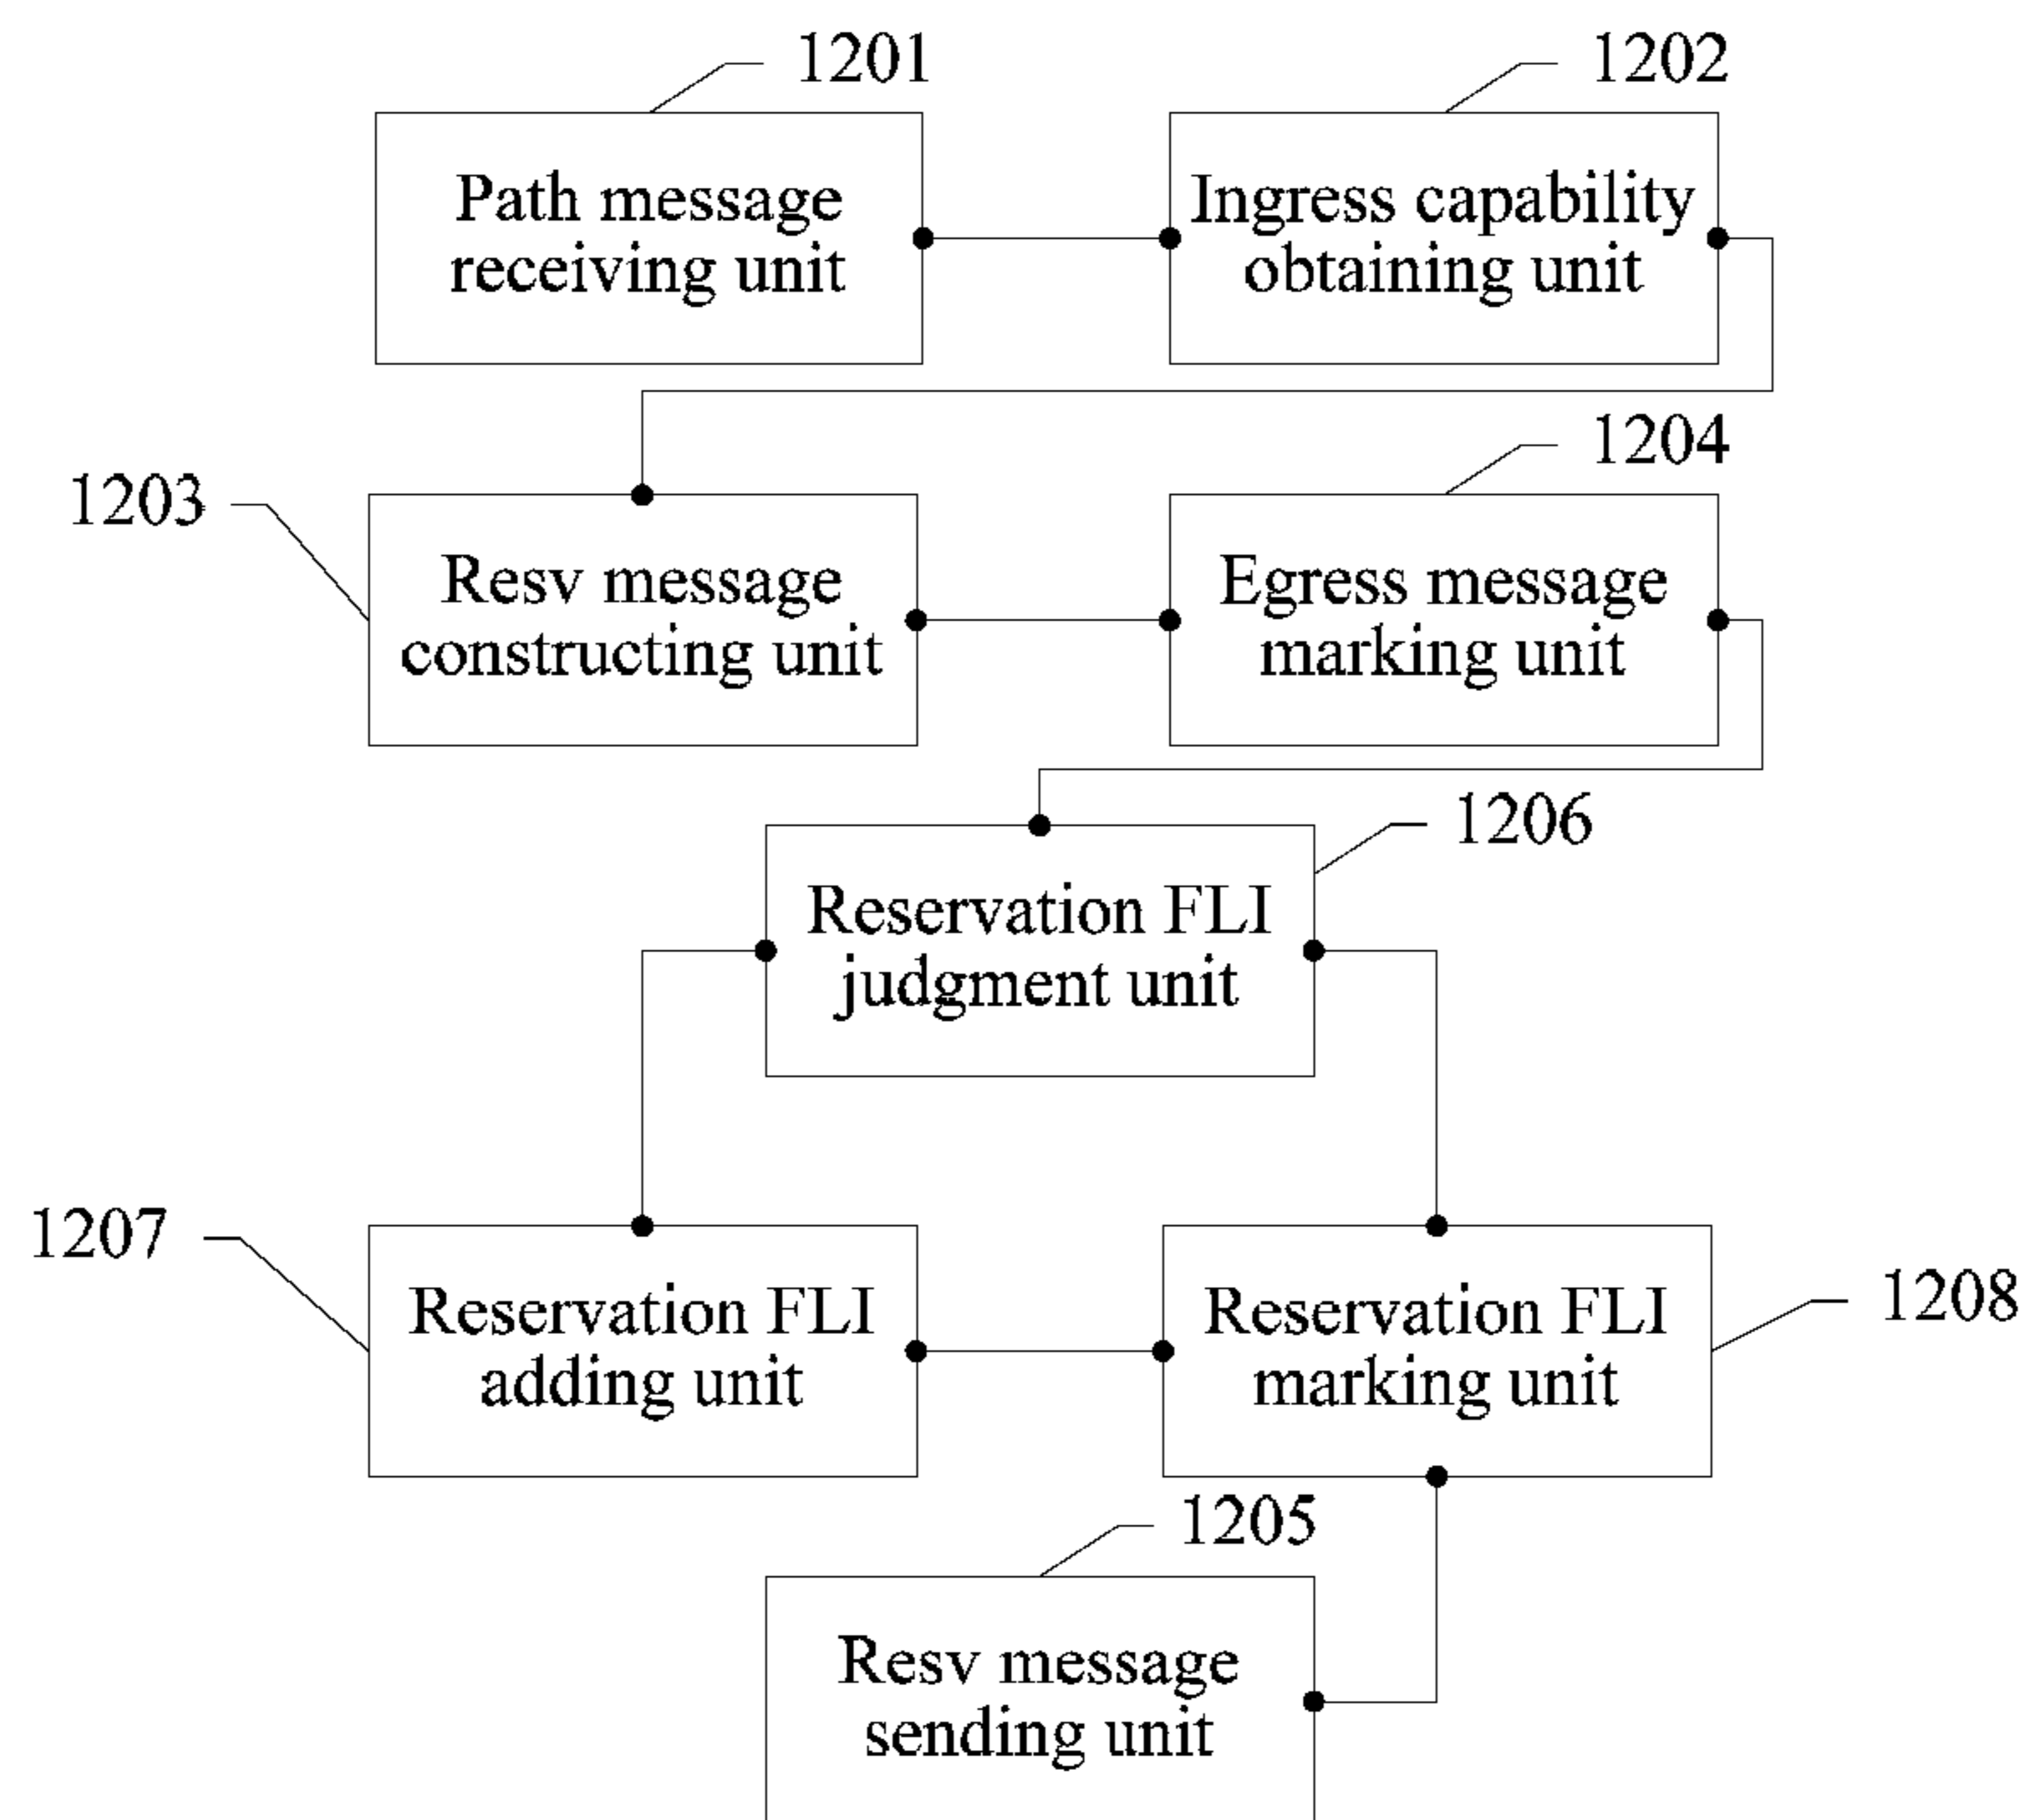 1201
1202
Path message
receiving unit
Ingress capability
obtaining unit
1203
1204
Resv message
constructing unit
Egress message
marking unit
1206
Reservation FLI
judgment unit
1207
1208
Reservation FLI
adding unit
Reservation FLI
marking unit
1205
Resv message
sending unit